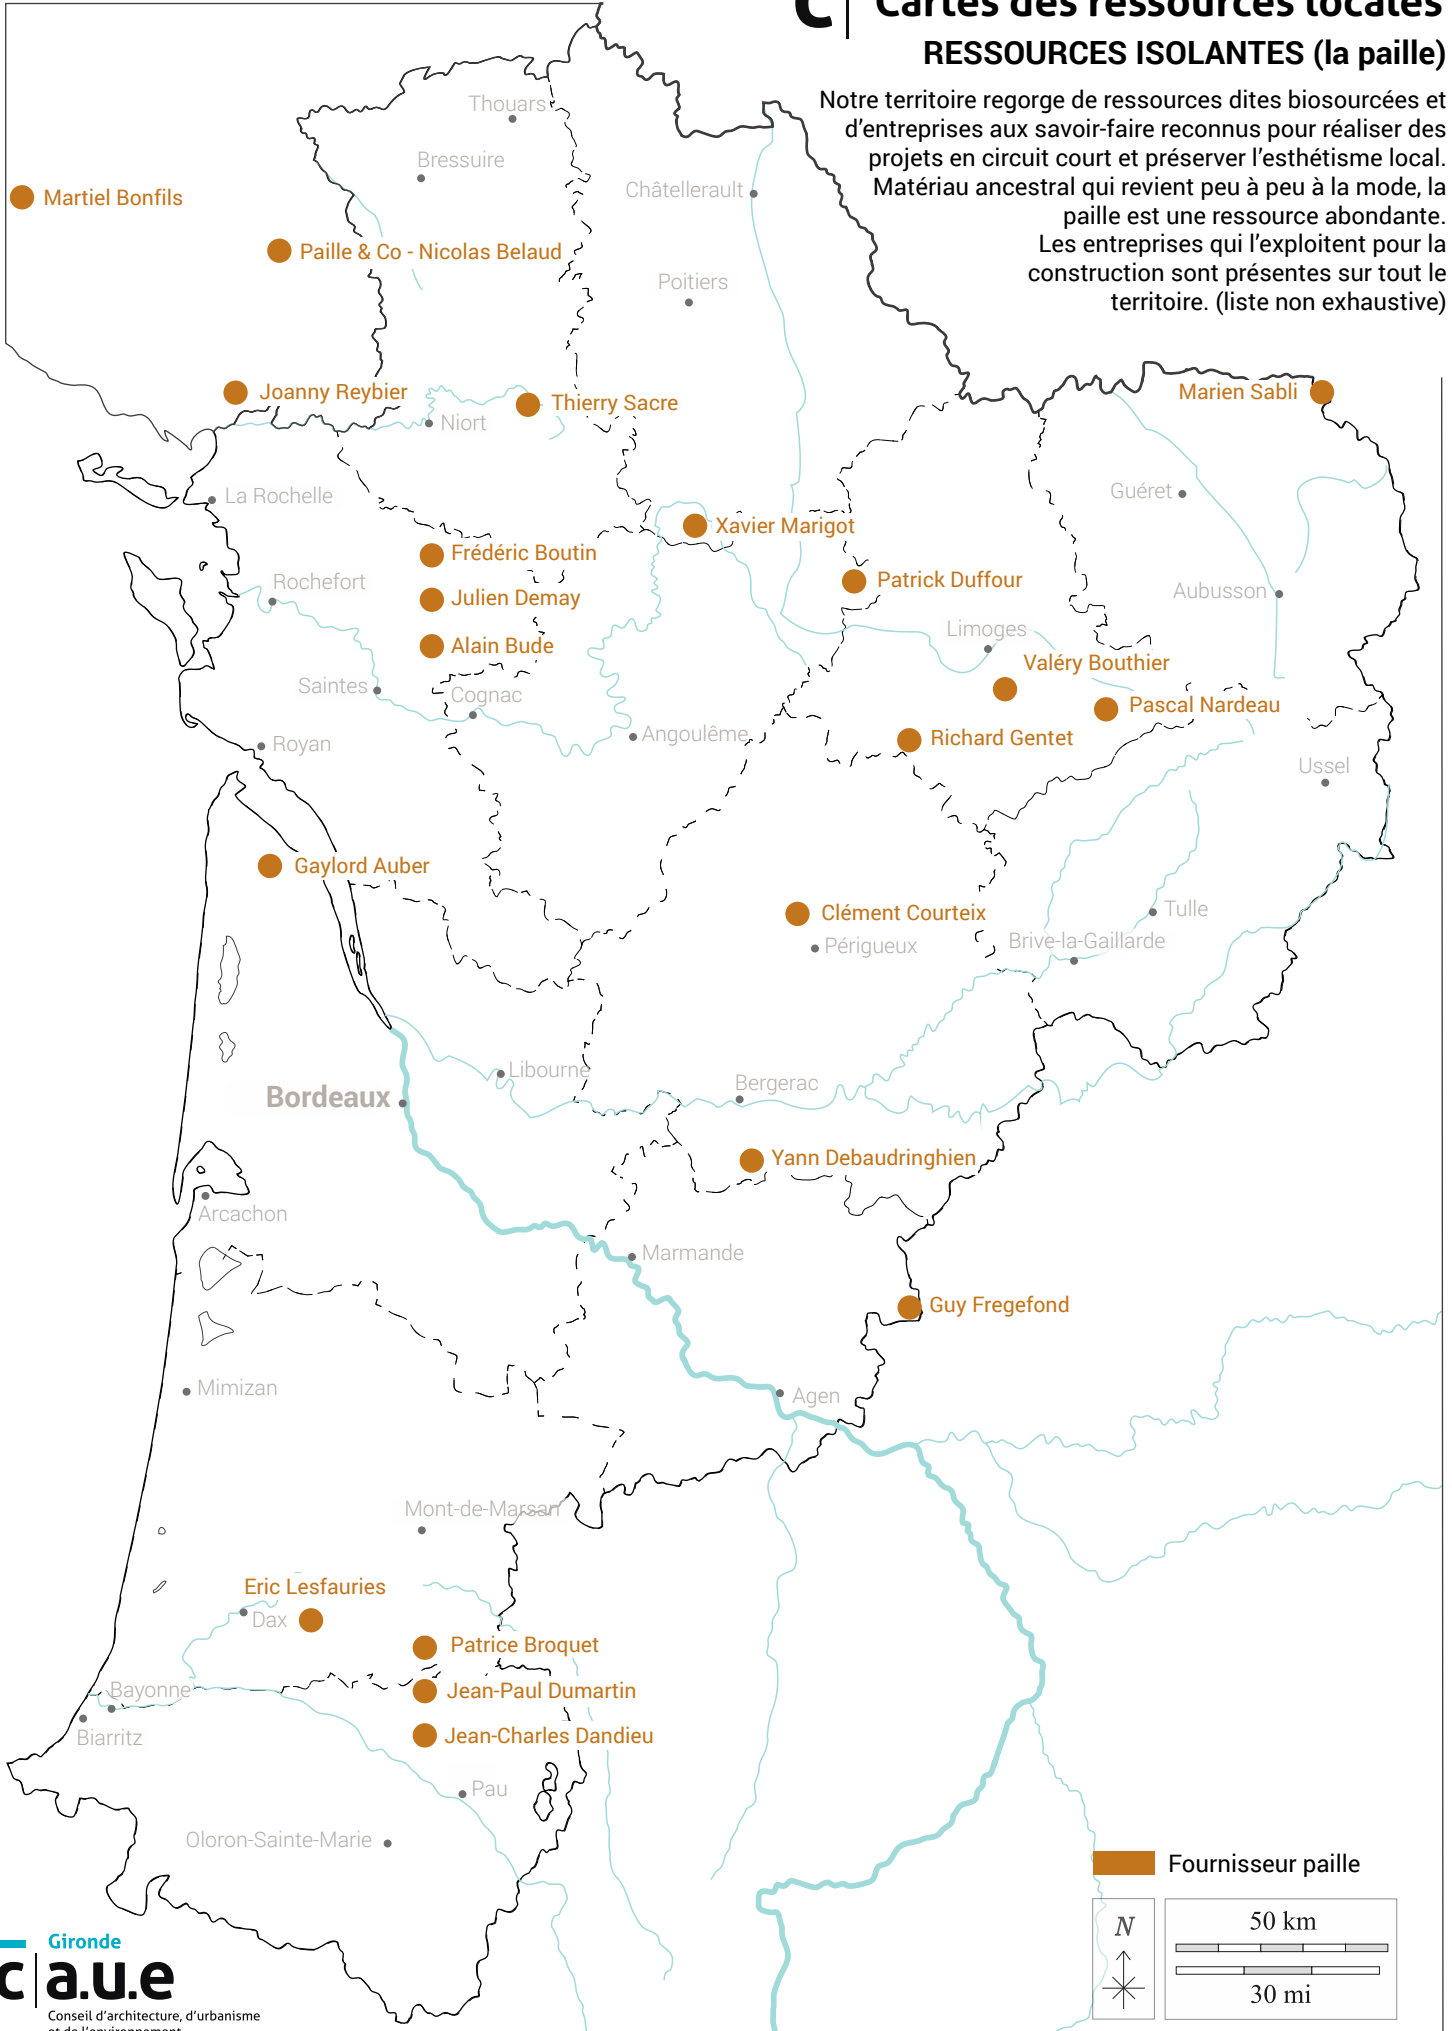 c Cartes des ressources locales
RESSOURCES ISOLANTES (la paille)
Notre territoire regorge de ressources dites biosourcées et
d'entreprises aux savoir-faire reconnus pour réaliser des
projets en circuit court et préserver l'esthétisme local.
Matériau ancestral qui revient peu à peu à la mode, la
paille est une ressource abondante.
Les entreprises qui l'exploitent pour la
construction sont présentes sur tout le
territoire. (liste non exhaustive)
Thouars
Bressuire
Châtellerault
Martiel Bonfils
Paille & Co - Nicolas Belaud
Poitiers
Joanny Reybier
Thierry Sacre
Marien Sabli
Niort
La Rochelle
Guéret
Xavier Marigot
Frédéric Boutin
Rochefort
Patrick Duffour
Julien Demay
Aubusson
Limoges
Alain Bude
Valéry Bouthier
Saintes
Cognac
Pascal Nardeau
Angoulême
Richard Gentet
Royan
Ussel
Gaylord Auber
Clément Courteix
Tulle
Périgueux
Brive-la-Gaillarde
Libourne
Bergerac
Bordeaux
Yann Debaudringhien
Arcachon
Marmande
Guy Fregefond
Mimizan
Agen
Mont-de-Marsan
Eric Lesfauries
Dax
Patrice Broquet
Bayonne
Jean-Paul Dumartin
Biarritz
Jean-Charles Dandieu
Pau
Oloron-Sainte-Marie
Fournisseur paille
N
50 km
30 mi
Gironde
c a.u.e
Conseil d'architecture, d'urbanisme
et de l'environnement